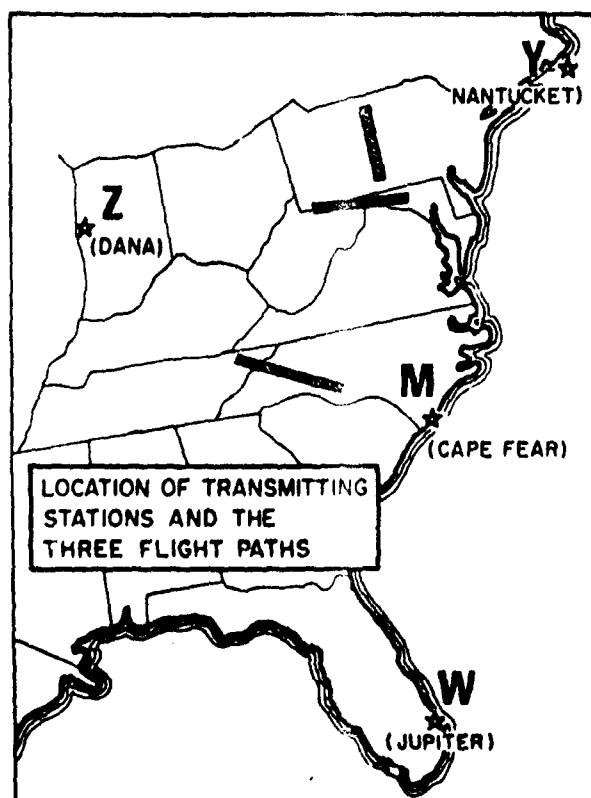 Y
NANTUCKET)
Z
(DANA)
M
(CAPE FEAR)
LOCATION OF TRANSMITTING
STATIONS AND THE
THREE FLIGHT PATHS
W
(JUPITER)